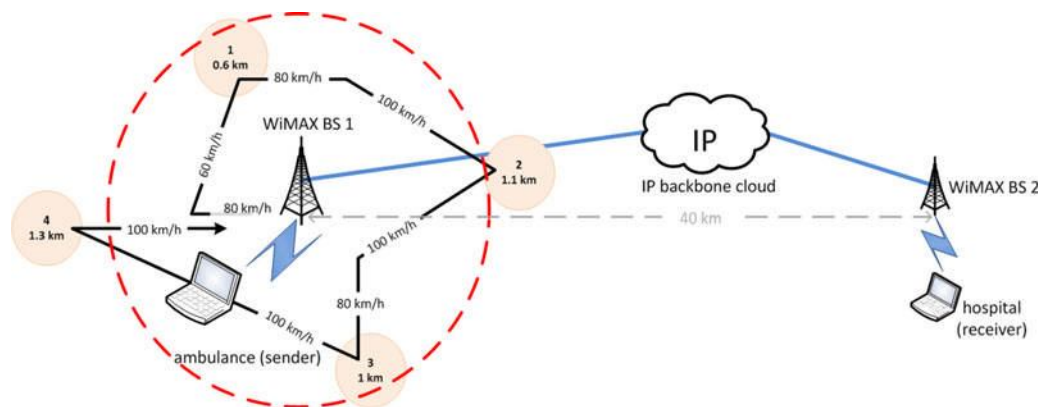 1
0.6 km
80 km/h
100 km/h
WiMAX BS 1
60 km/h
80 km/h
2
1.1 km
IP
IP backbone cloud
WiMAX BS 2
40 km
4
1.3 km
100 km/h
100 km/h
80 km/h
100 km/h
ambulance (sender)
3
1 km
hospital
(receiver)